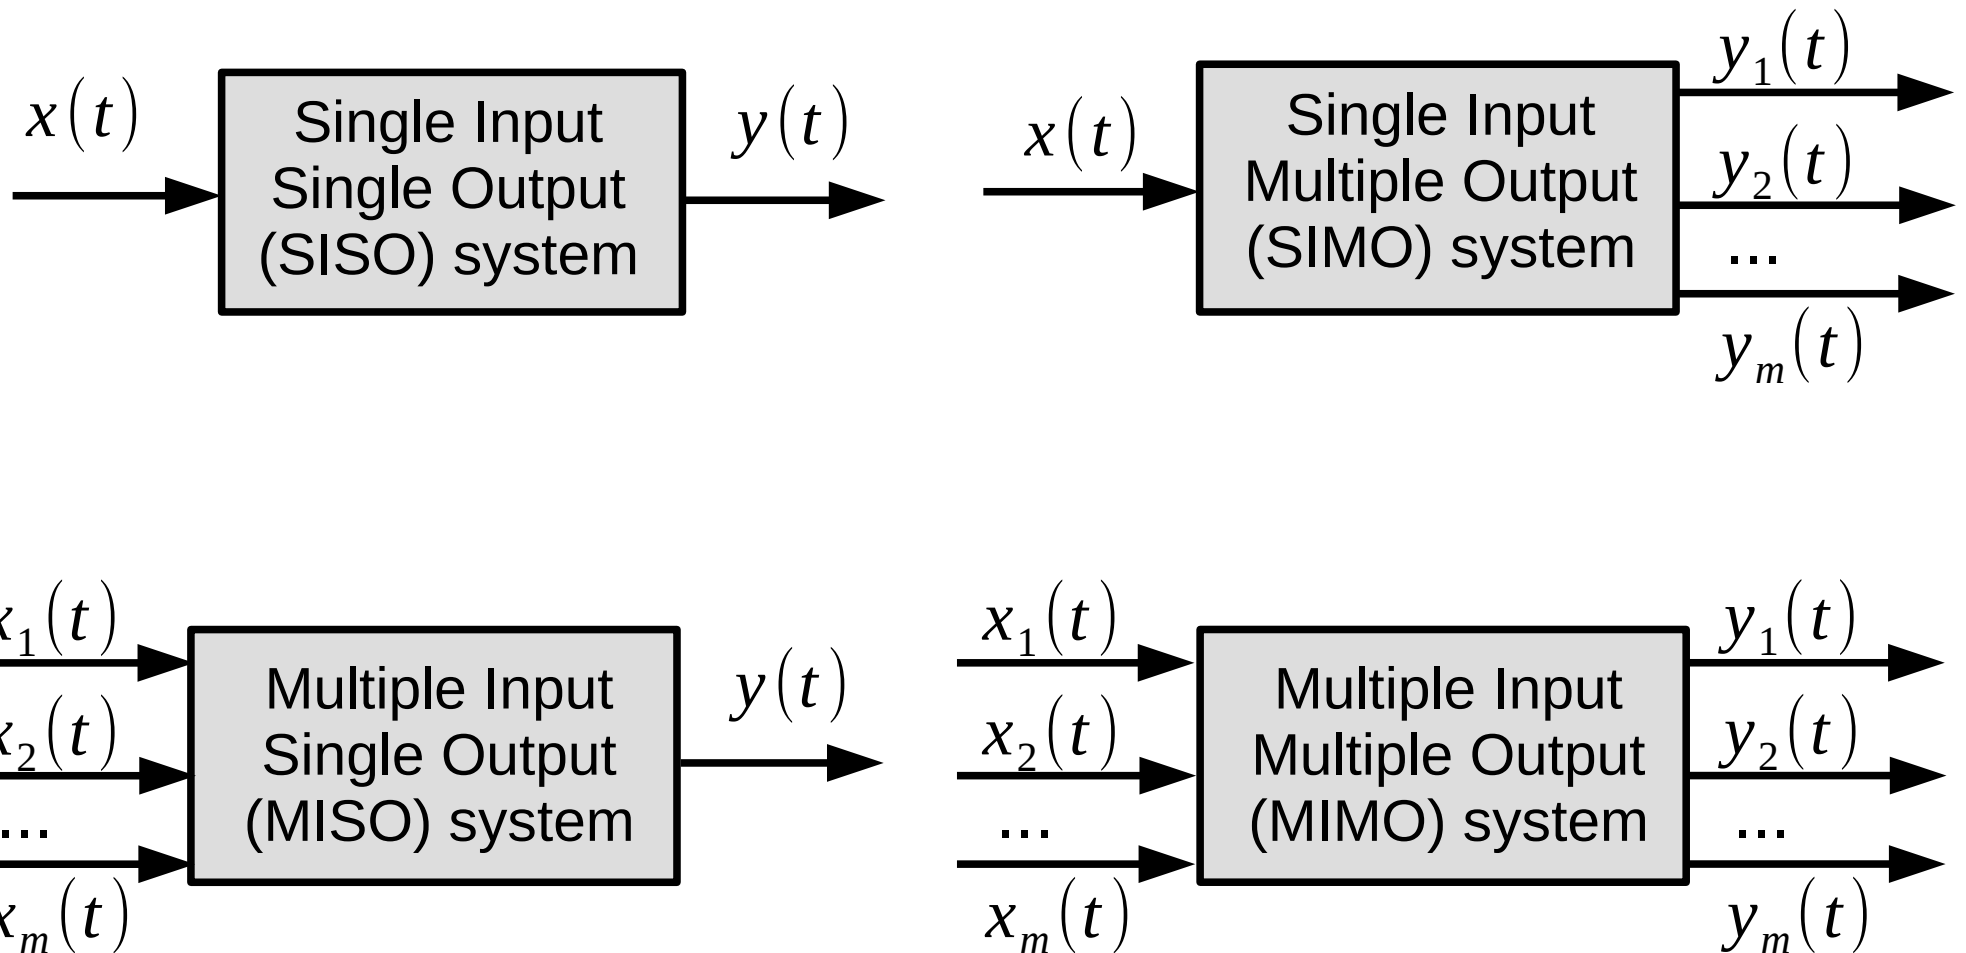 x(t)
Single Input
Single Output
(SISO) system
y(t)
x(t)
Single Input
Multiple Output
(SIMO) system
y₁(t)
y₂(t)
...
yₘ(t)
x₁(t)
x₂(t)
...
xₘ(t)
Multiple Input
Single Output
(MISO) system
y(t)
x₁(t)
x₂(t)
...
xₘ(t)
Multiple Input
Multiple Output
(MIMO) system
y₁(t)
y₂(t)
...
yₘ(t)